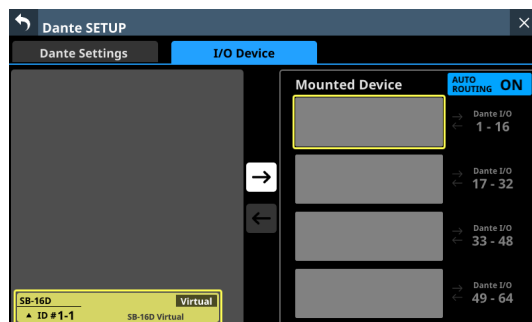 Dante SETUP
Dante Settings
I/O Device
Mounted Device
AUTO ROUTING ON
Dante I/O
1 - 16
Dante I/O
17 - 32
Dante I/O
33 - 48
Dante I/O
49 - 64
SB-16D
Virtual
ID # 1-1
SB-16D Virtual